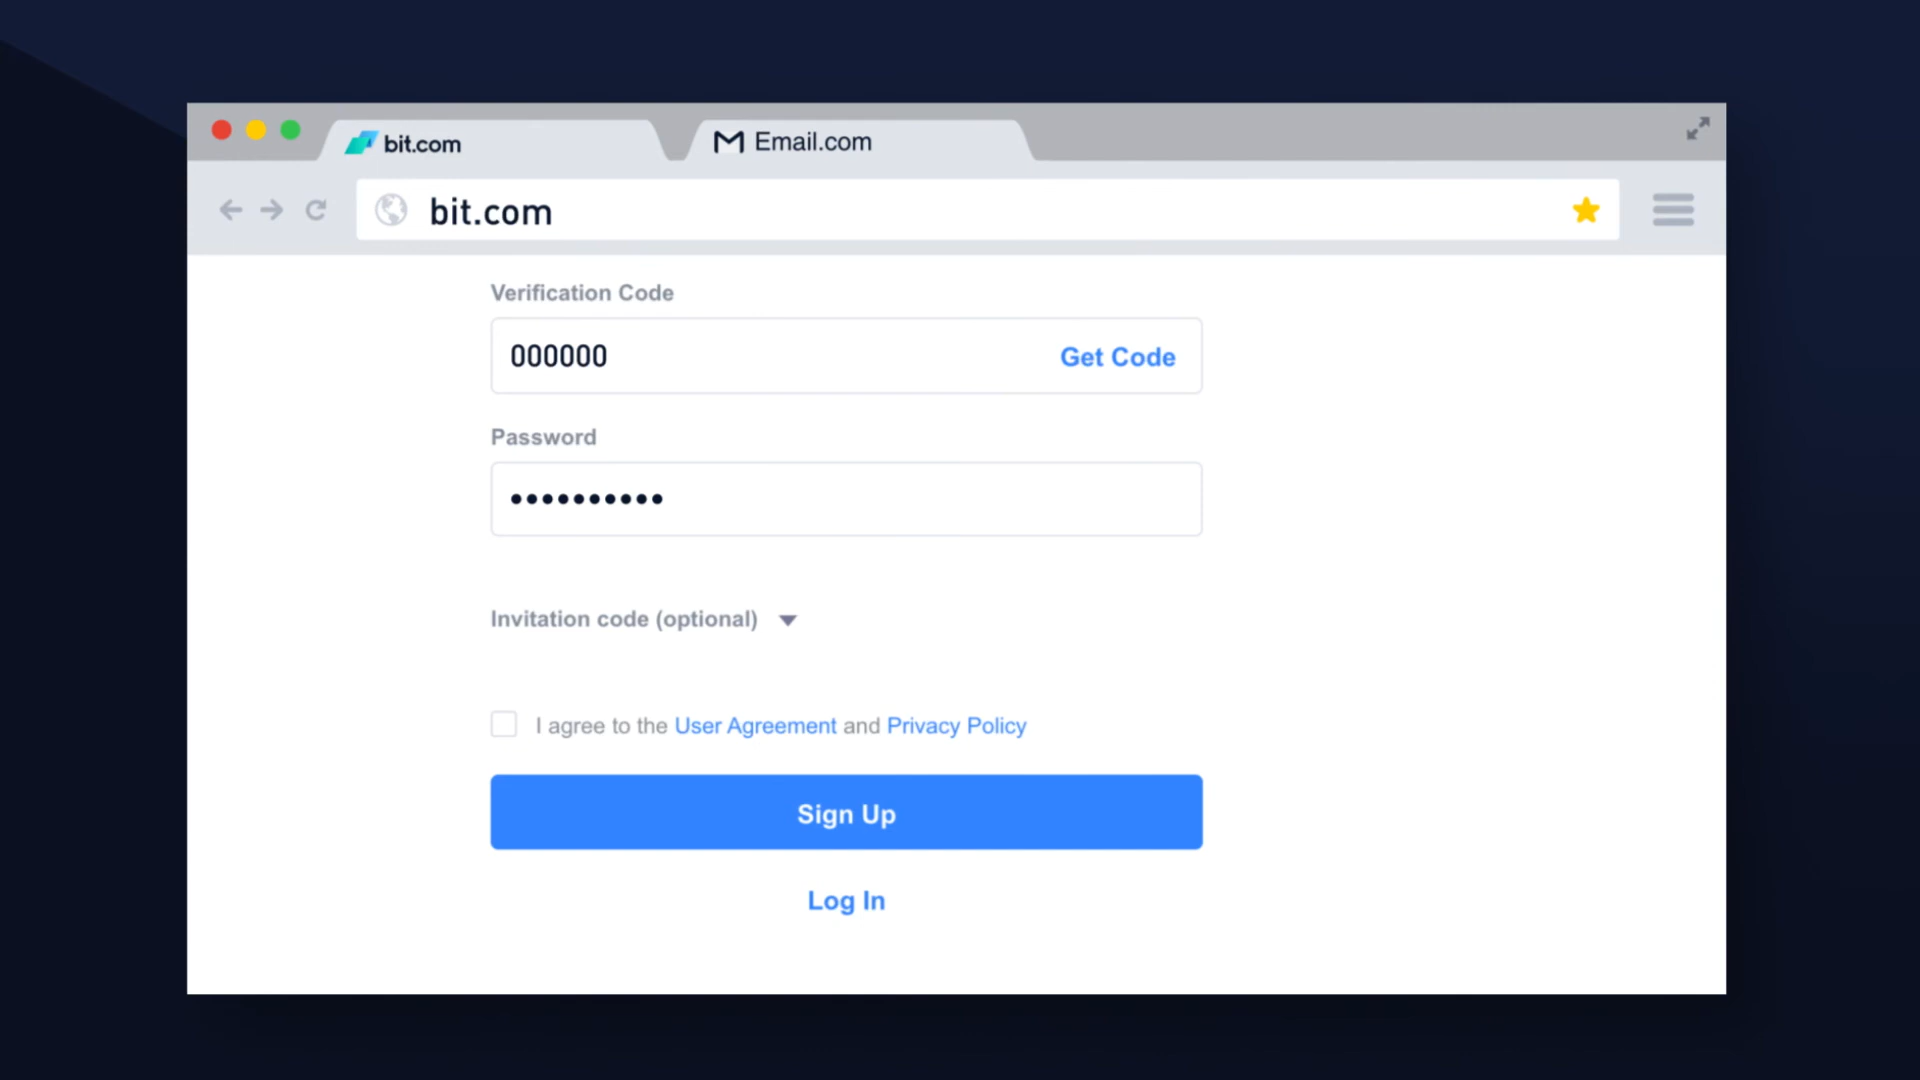 bit.com
Email.com
bit.com
Verification Code
000000
Get Code
Password
••••••••••
Invitation code (optional)
I agree to the User Agreement and Privacy Policy
Sign Up
Log In